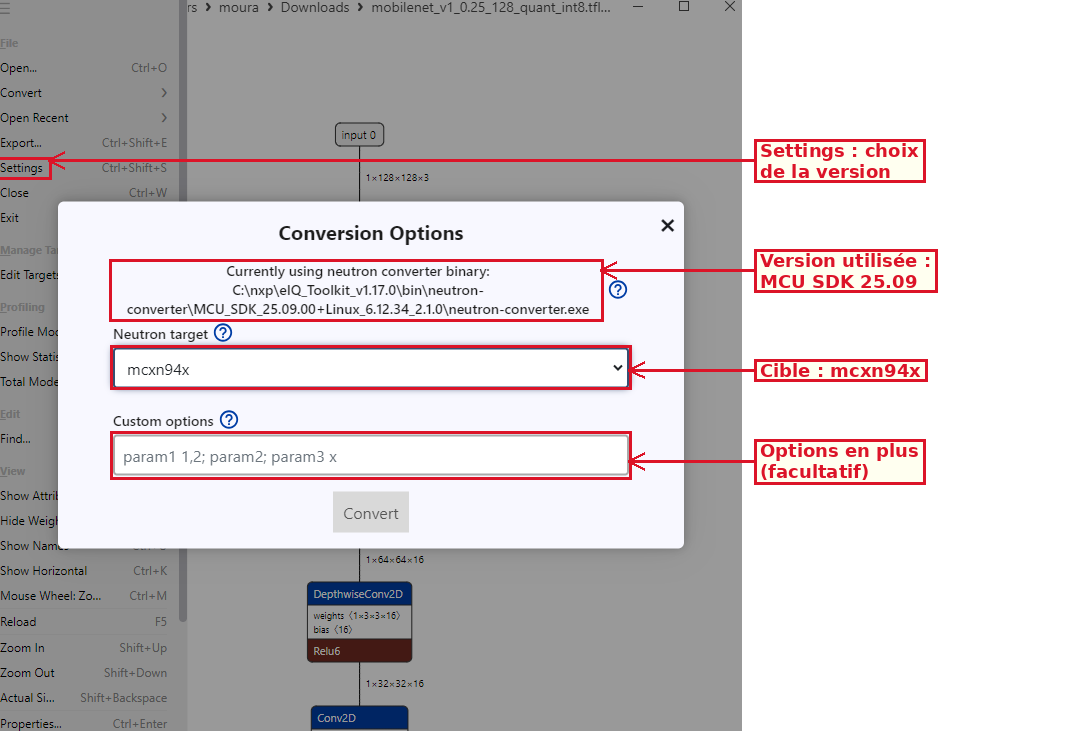 rs > moura > Downloads > mobilenet_v1_0.25_128_quant_int8.tfl...
File
Open... Ctrl+O
Convert >
Open Recent >
Export... Ctrl+Shift+E
Settings Ctrl+Shift+S
Close Ctrl+W
Exit
Manage Ta
Edit Targets
Profiling
Profile Mod
Show Statis
Total Mode
Edit
Find...
View
Show Attrib
Hide Weigh
Show Names
Show Horizontal Ctrl+K
Mouse Wheel: Zo... Ctrl+M
Reload F5
Zoom In Shift+Up
Zoom Out Shift+Down
Actual Si... Shift+Backspace
Properties... Ctrl+Enter
input 0
1×128×128×3
Conversion Options
Currently using neutron converter binary:
C:\nxp\eIQ_Toolkit_v1.17.0\bin\neutron-
converter\MCU_SDK_25.09.00+Linux_6.12.34_2.1.0\neutron-converter.exe
Neutron target
mcxn94x
Custom options
param1 1,2; param2; param3 x
Convert
1×64×64×16
DepthwiseConv2D
weights ⟨1×3×3×16⟩
bias ⟨16⟩
Relu6
1×32×32×16
Conv2D
Settings : choix
de la version
Version utilisée :
MCU SDK 25.09
Cible : mcxn94x
Options en plus
(facultatif)